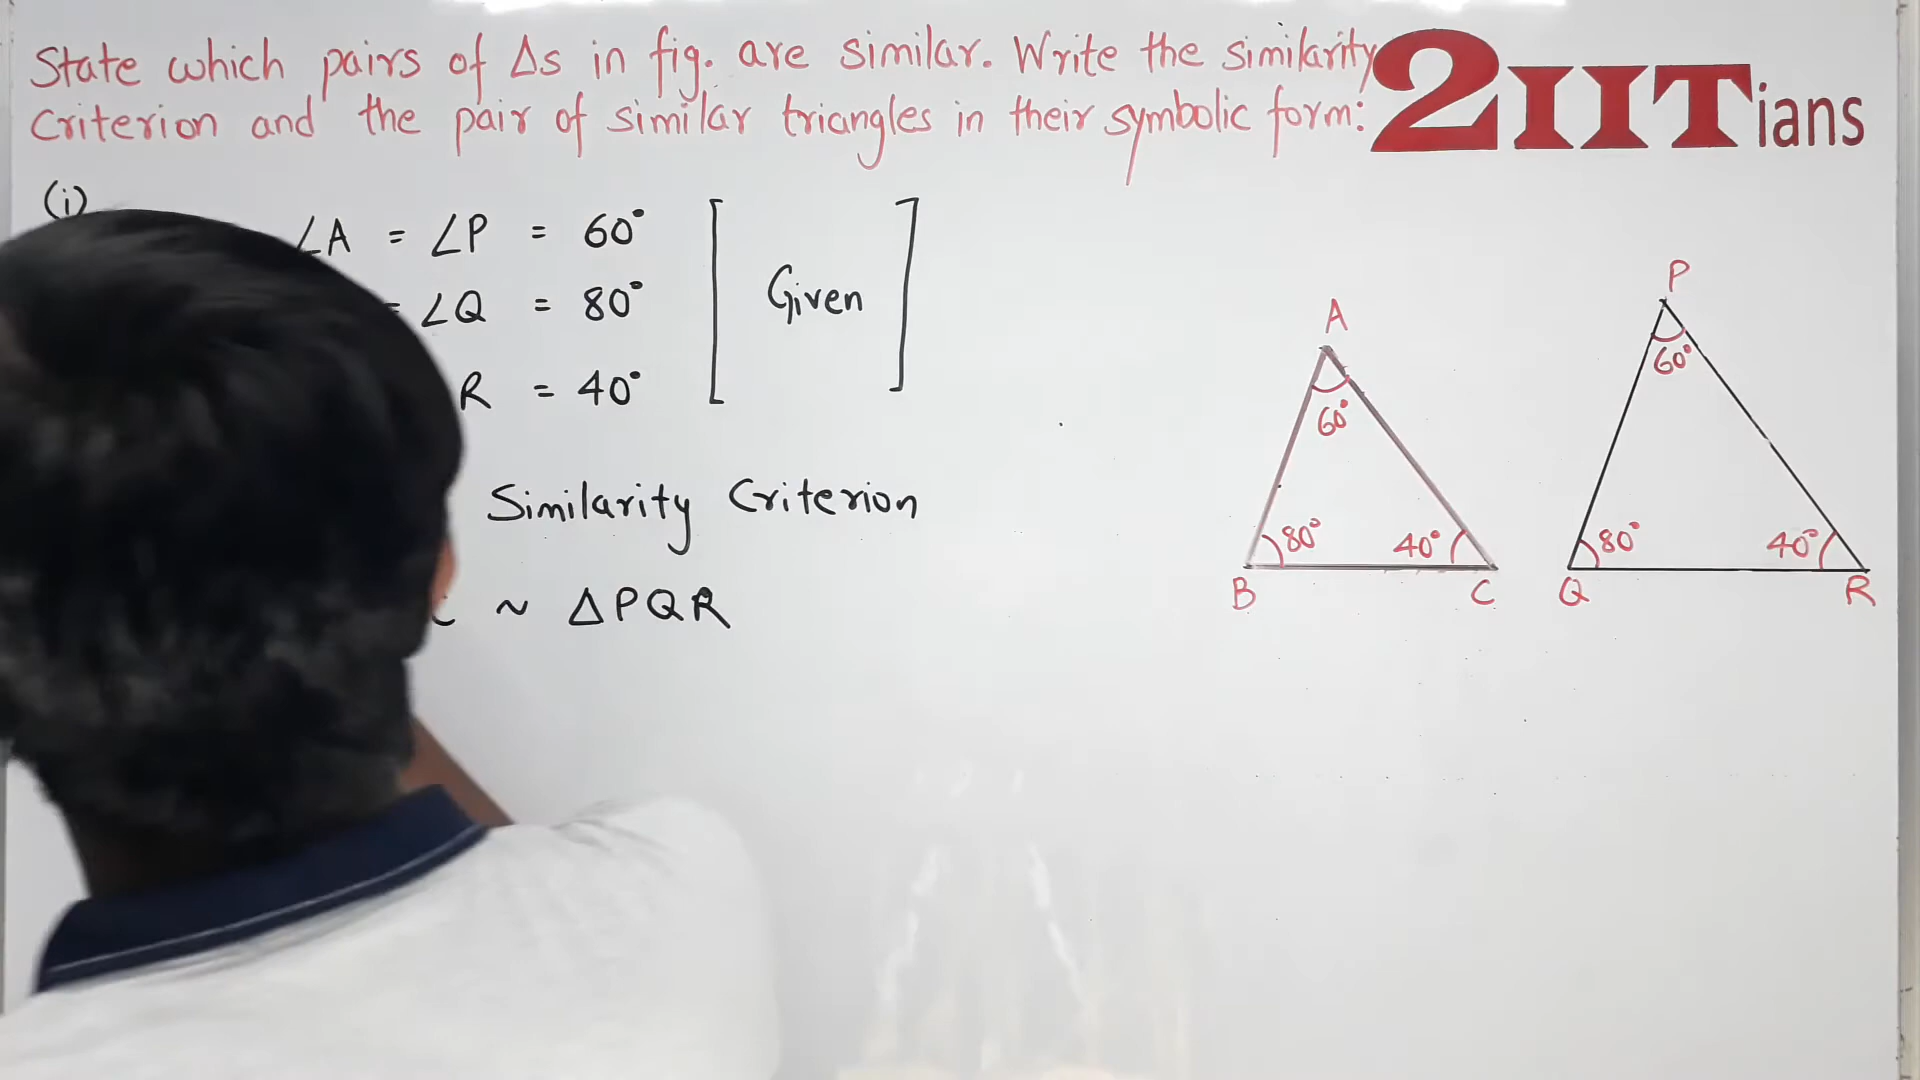 State which pairs of Δs in fig. are similar. Write the similarity
criterion and the pair of similar triangles in their symbolic form:
2IITians
(i)
∠A = ∠P = 60°
= ∠Q = 80°
R = 40°
[ Given ]
Similarity Criterion
~ ΔPQR
A
60°
80°
40°
B
C
P
60°
80°
40°
Q
R